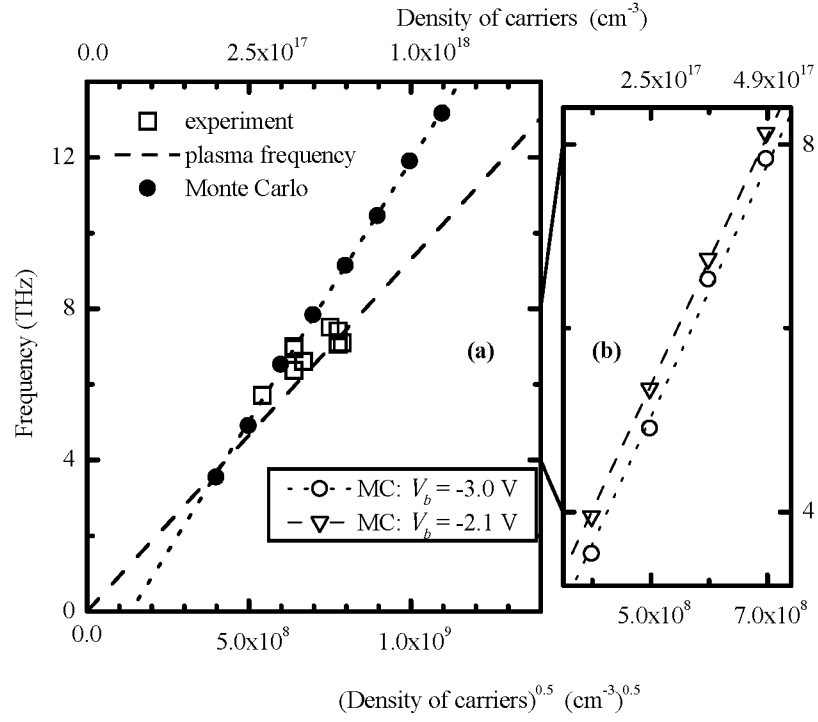 Density of carriers (cm⁻³)
0.0 2.5x10¹⁷ 1.0x10¹⁸
2.5x10¹⁷ 4.9x10¹⁷
experiment
plasma frequency
Monte Carlo
12
8
4
0
Frequency (THz)
(a)
(b)
8
4
MC: V_b = -3.0 V
MC: V_b = -2.1 V
0.0 5.0x10⁸ 1.0x10⁹
5.0x10⁸ 7.0x10⁸
(Density of carriers)⁰·⁵ (cm⁻³)⁰·⁵